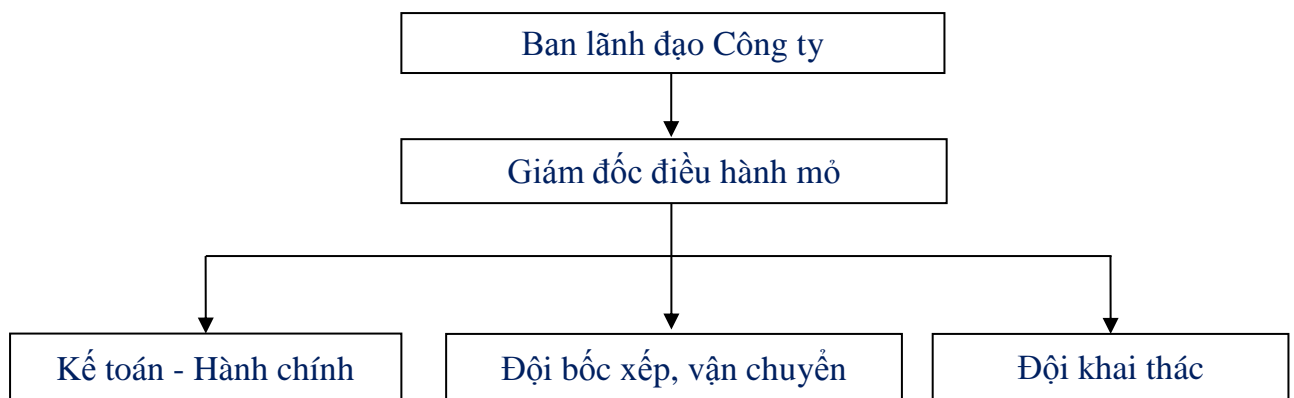 Ban lãnh đạo Công ty
Giám đốc điều hành mỏ
Kế toán - Hành chính
Đội bốc xếp, vận chuyển
Đội khai thác